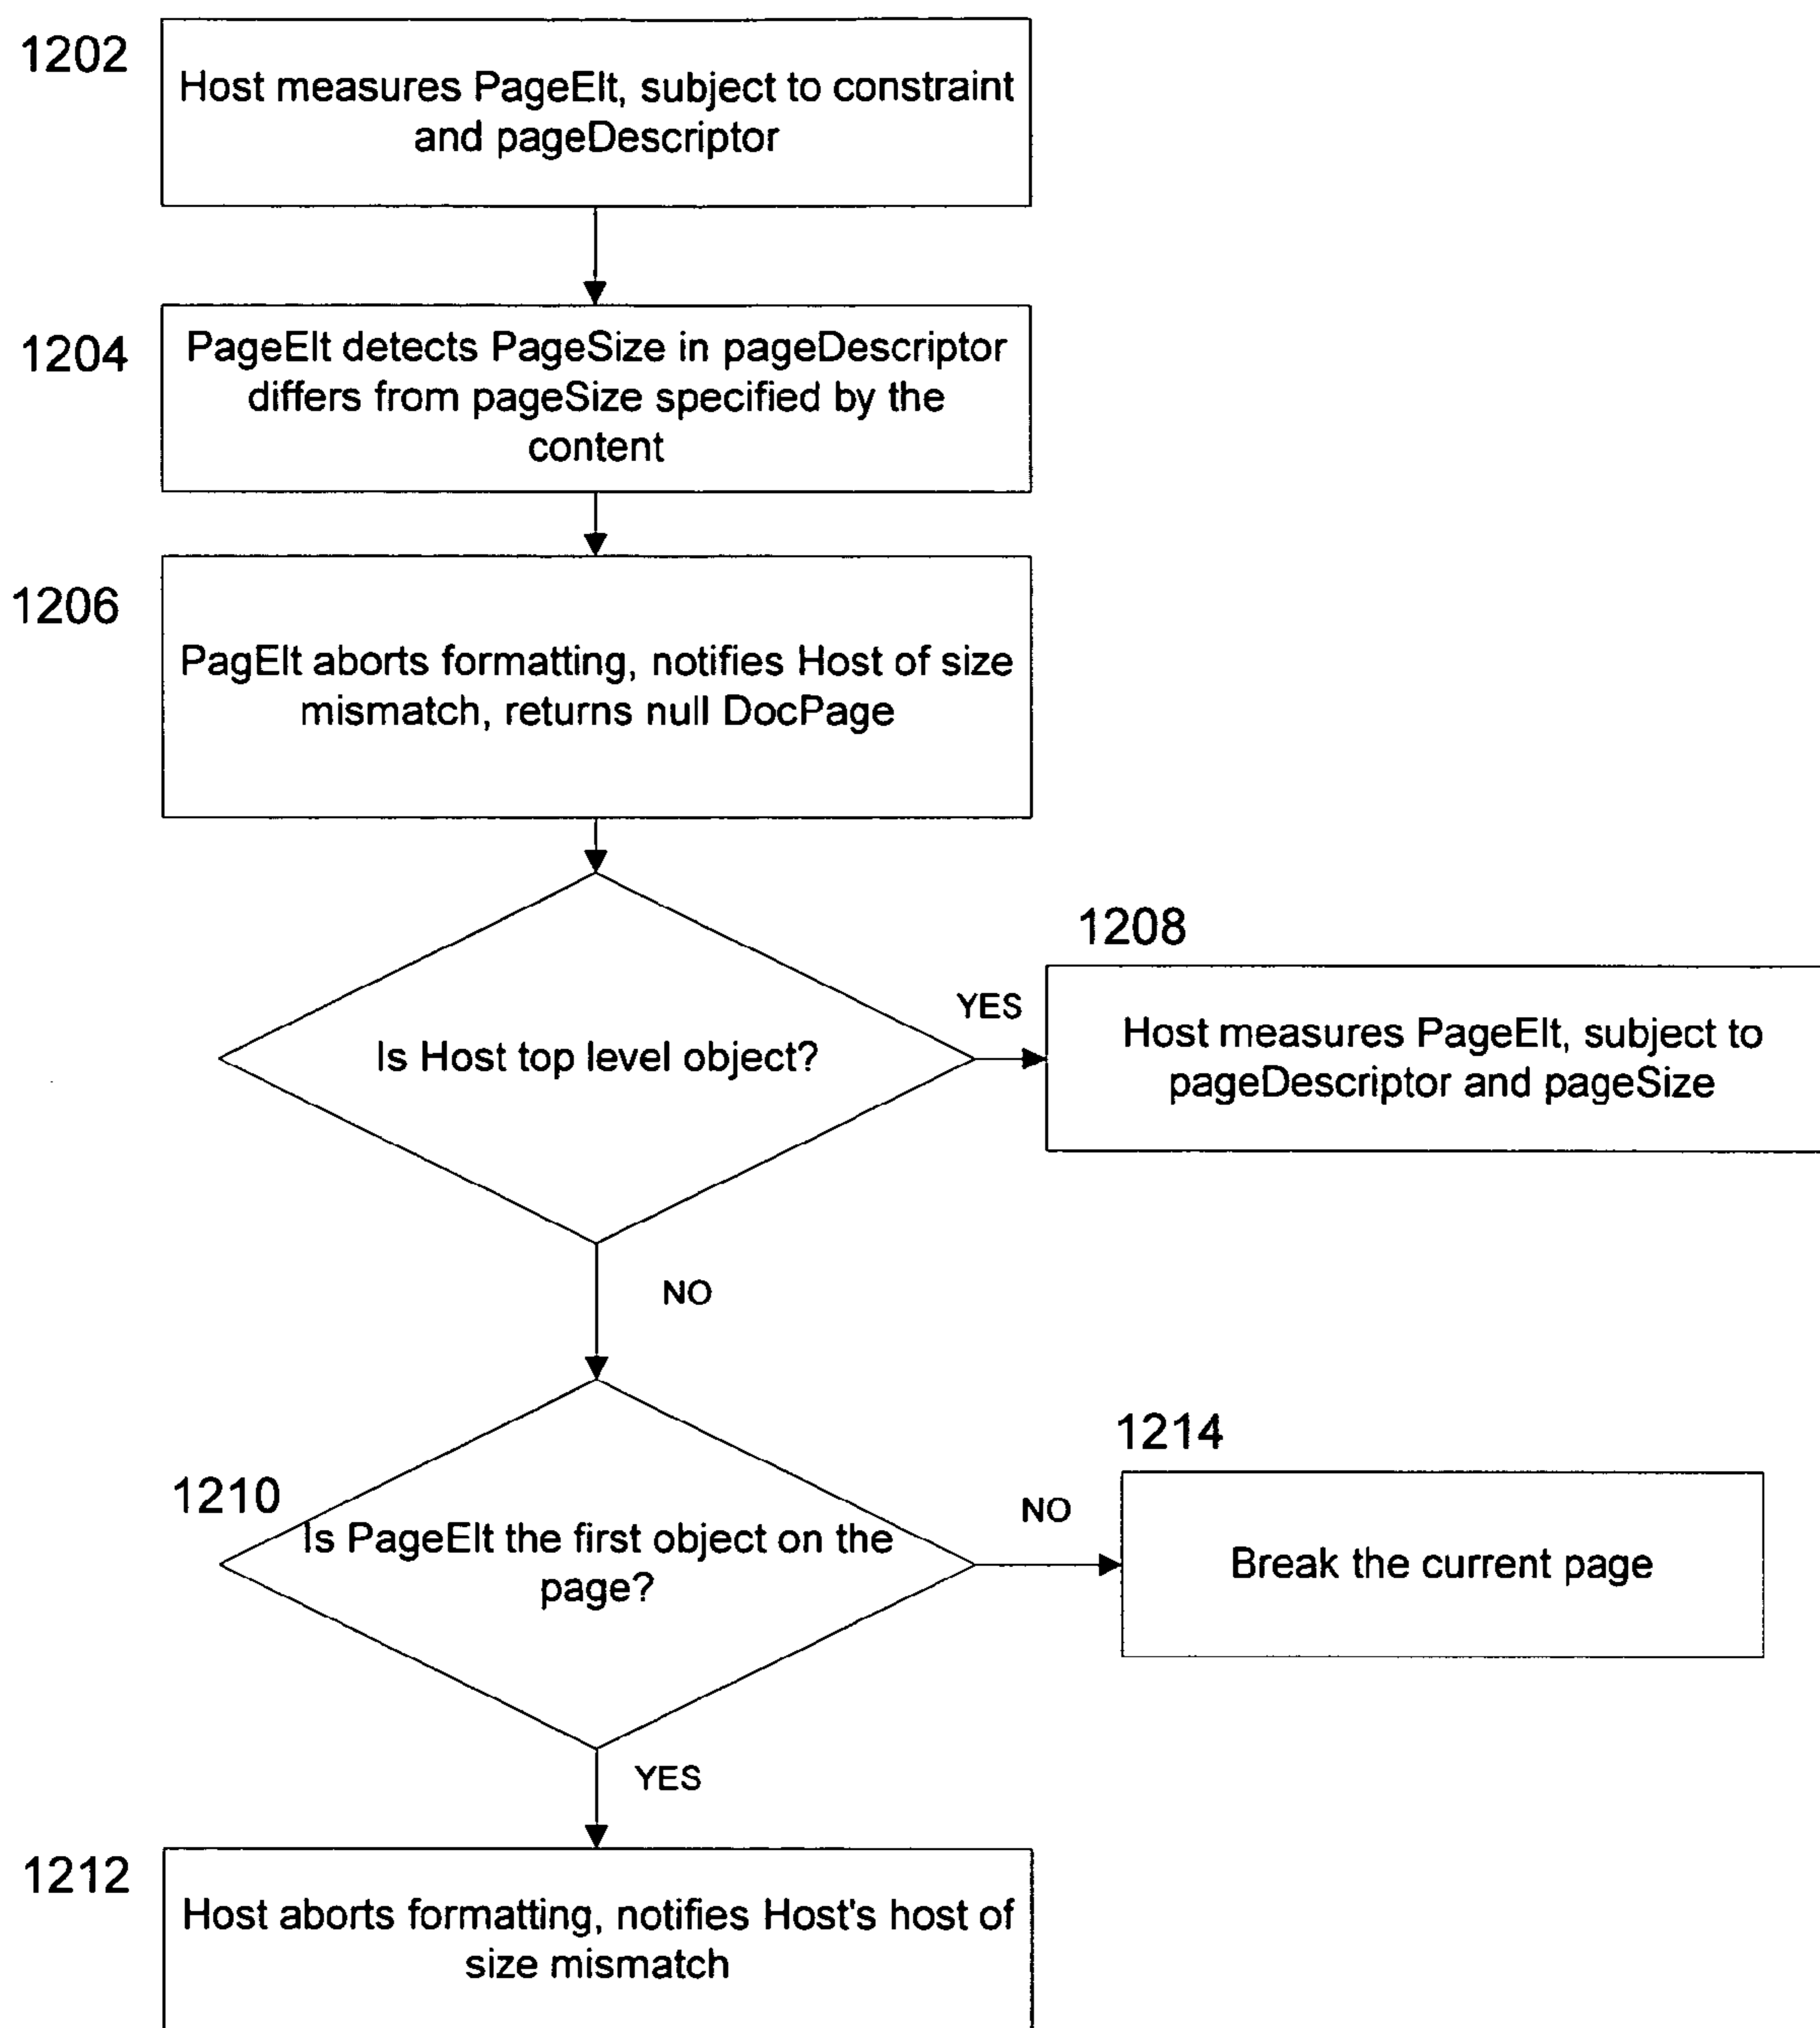 1202
Host measures PageElt, subject to constraint
and pageDescriptor
1204
PageElt detects PageSize in pageDescriptor
differs from pageSize specified by the
content
1206
PagElt aborts formatting, notifies Host of size
mismatch, returns null DocPage
Is Host top level object?
YES
1208
Host measures PageElt, subject to
pageDescriptor and pageSize
NO
1210
Is PageElt the first object on the
page?
NO
1214
Break the current page
YES
1212
Host aborts formatting, notifies Host's host of
size mismatch